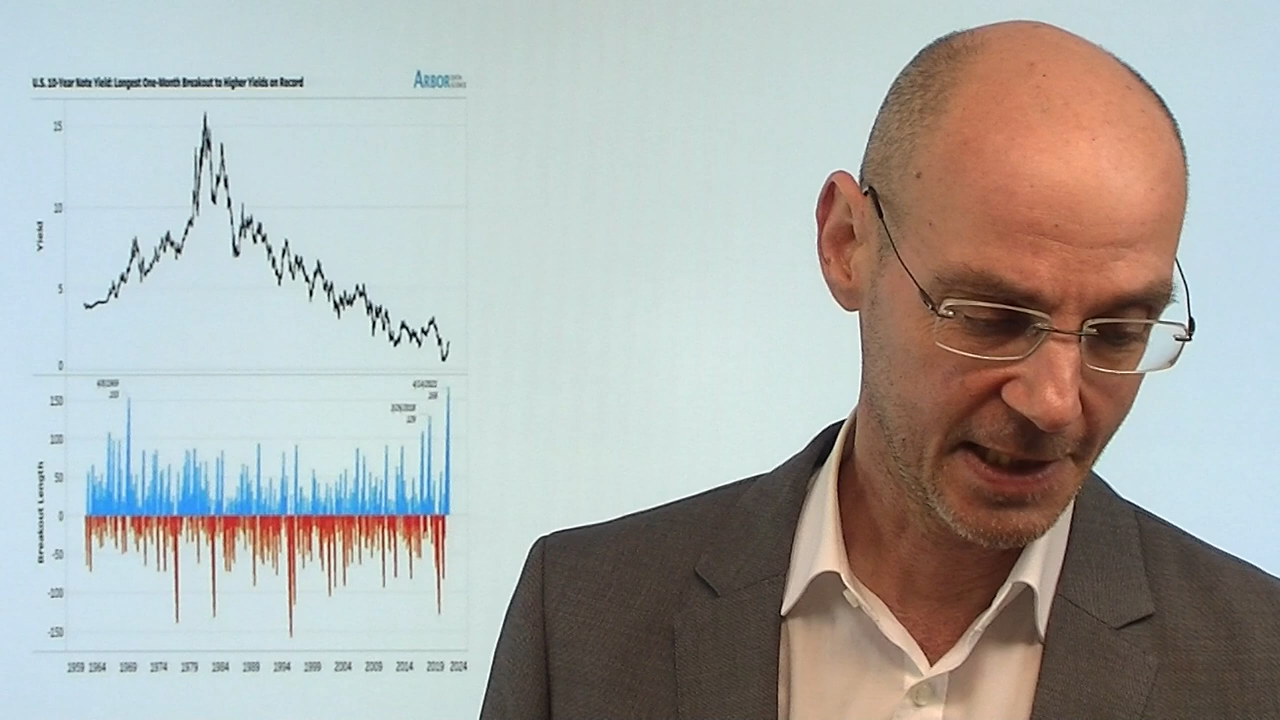 U.S. 10-Year Note Yield: Longest One-Month Breakout to Higher Yields on Record
ARBOR DATA SCIENCE
15
10
Yield
5
0
150
100
50
0
-50
-100
-150
Breakout Length
1959 1964 1969 1974 1979 1984 1989 1994 1999 2004 2009 2014 2019 2024